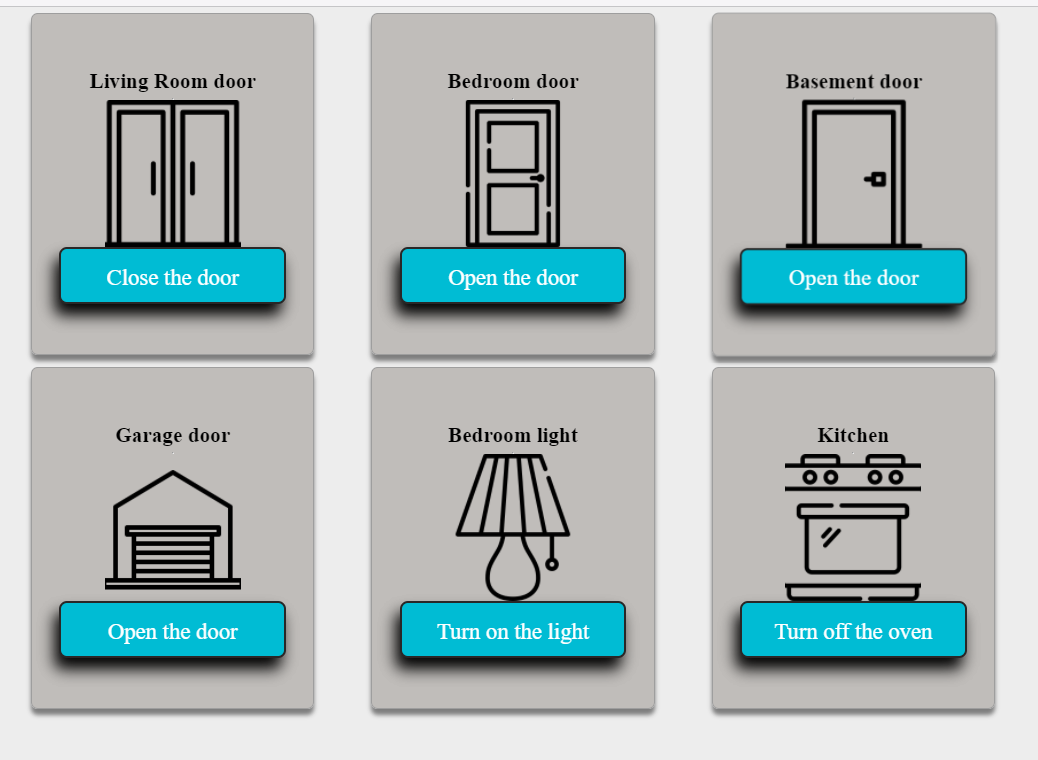 Living Room door
Bedroom door
Basement door
Close the door
Open the door
Open the door
Garage door
Bedroom light
Kitchen
Open the door
Turn on the light
Turn off the oven